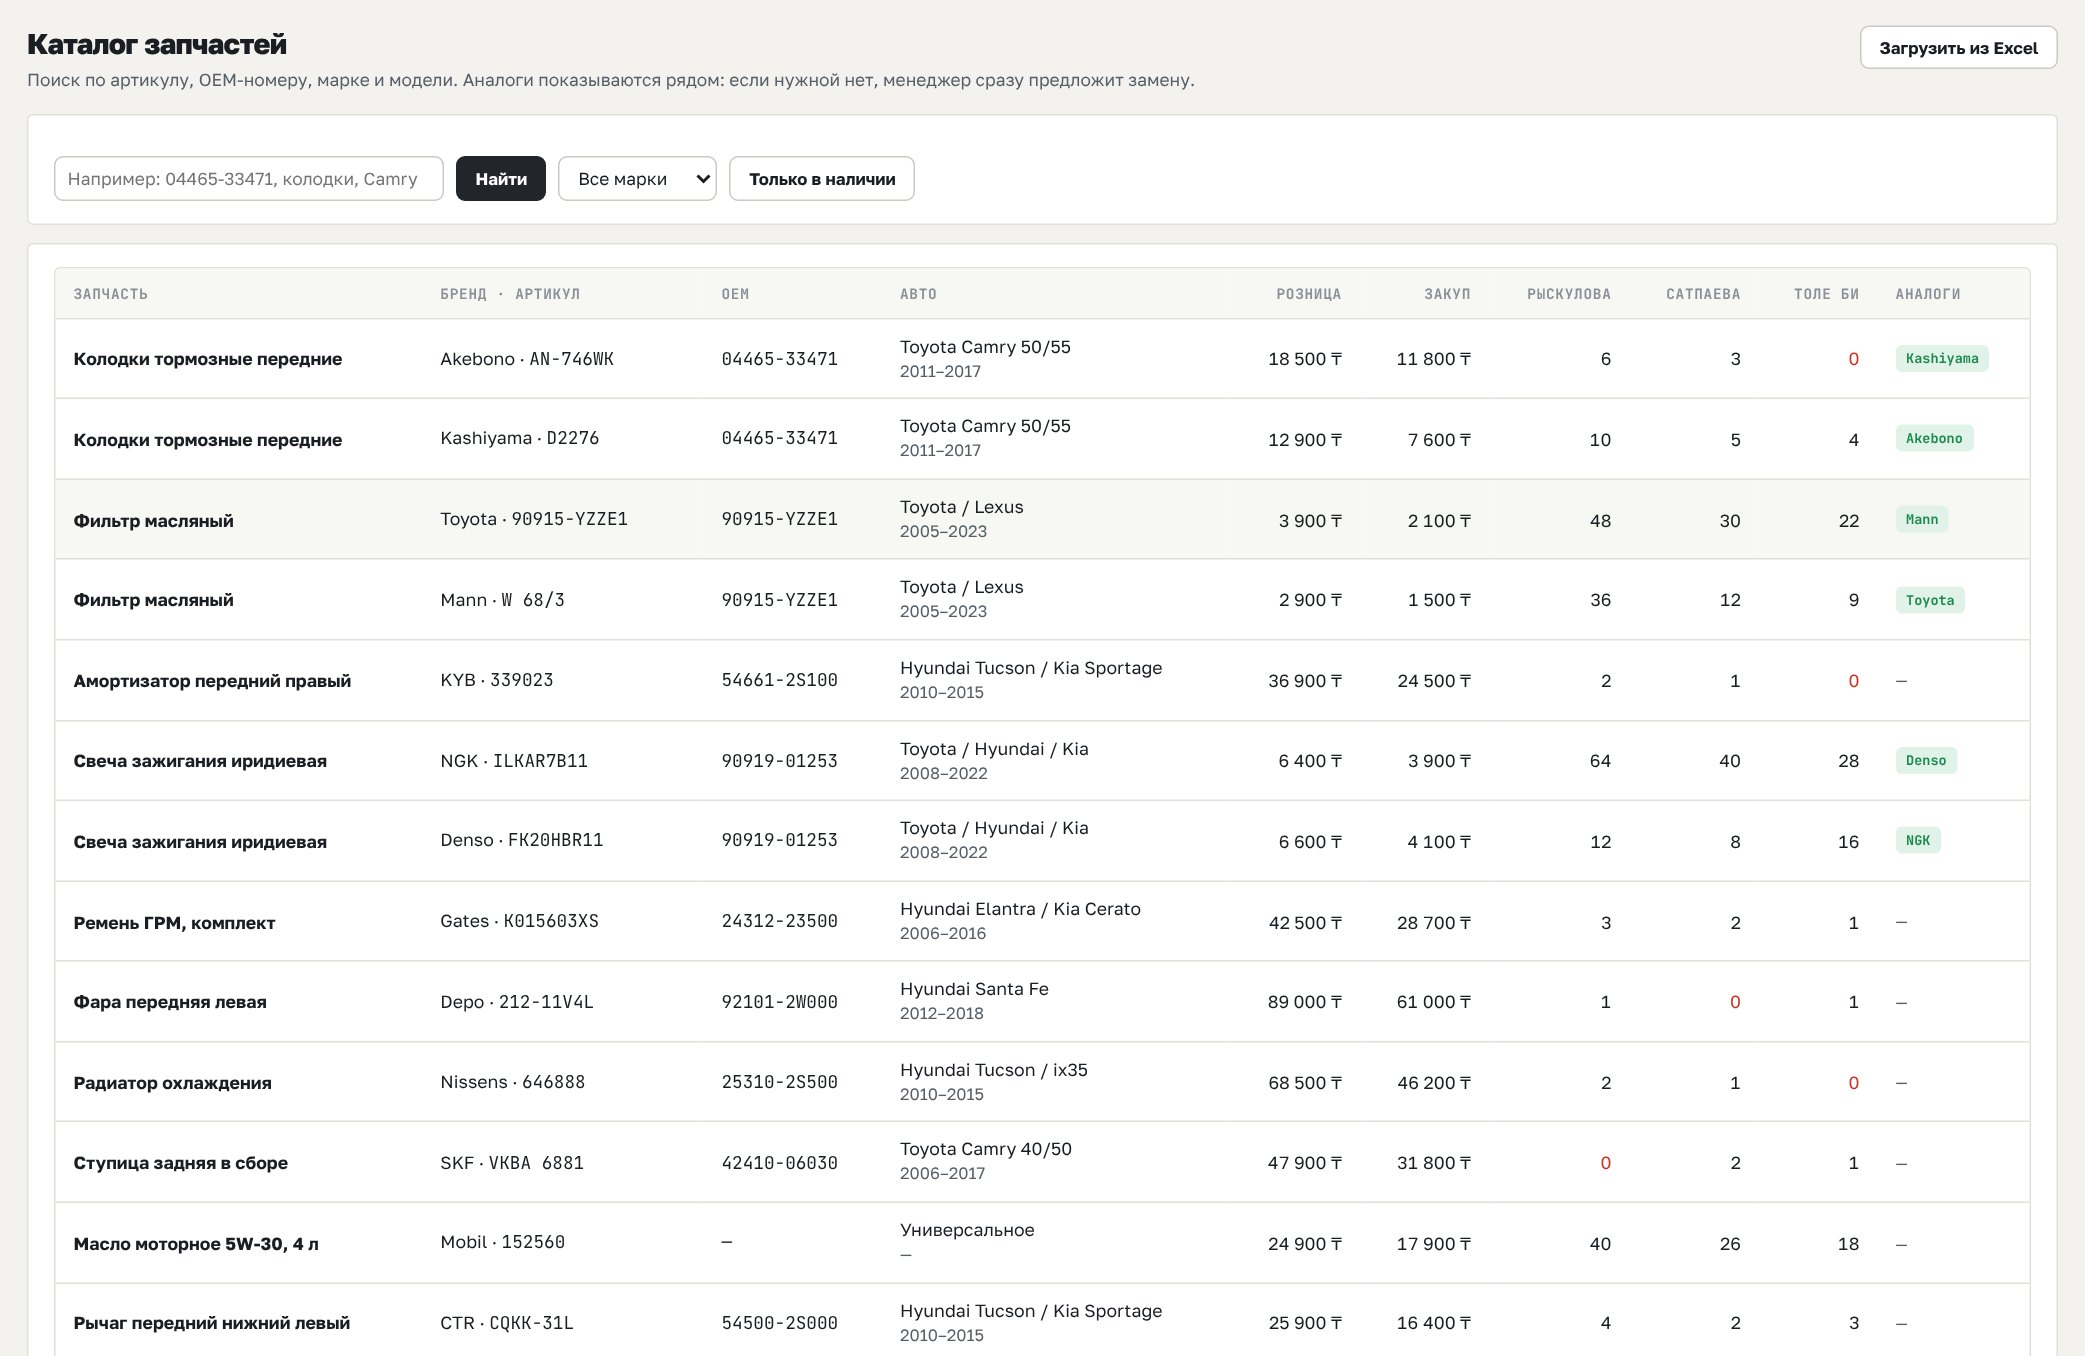 Каталог запчастей
Загрузить из Excel
Поиск по артикулу, OEM-номеру, марке и модели. Аналоги показываются рядом: если нужной нет, менеджер сразу предложит замену.
Например: 04465-33471, колодки, Camry Найти Все марки Только в наличии
ЗАПЧАСТЬ БРЕНД · АРТИКУЛ OEM АВТО РОЗНИЦА ЗАКУП РЫСКУЛОВА САТПАЕВА ТОЛЕ БИ АНАЛОГИ
Колодки тормозные передние Akebono · AN-746WK 04465-33471 Toyota Camry 50/55 18 500 ₸ 11 800 ₸ 6 3 0 Kashiyama
2011–2017
Колодки тормозные передние Kashiyama · D2276 04465-33471 Toyota Camry 50/55 12 900 ₸ 7 600 ₸ 10 5 4 Akebono
2011–2017
Фильтр масляный Toyota · 90915-YZZE1 90915-YZZE1 Toyota / Lexus 3 900 ₸ 2 100 ₸ 48 30 22 Mann
2005–2023
Фильтр масляный Mann · W 68/3 90915-YZZE1 Toyota / Lexus 2 900 ₸ 1 500 ₸ 36 12 9 Toyota
2005–2023
Амортизатор передний правый KYB · 339023 54661-2S100 Hyundai Tucson / Kia Sportage 36 900 ₸ 24 500 ₸ 2 1 0 —
2010–2015
Свеча зажигания иридиевая NGK · ILKAR7B11 90919-01253 Toyota / Hyundai / Kia 6 400 ₸ 3 900 ₸ 64 40 28 Denso
2008–2022
Свеча зажигания иридиевая Denso · FK20HBR11 90919-01253 Toyota / Hyundai / Kia 6 600 ₸ 4 100 ₸ 12 8 16 NGK
2008–2022
Ремень ГРМ, комплект Gates · K015603XS 24312-23500 Hyundai Elantra / Kia Cerato 42 500 ₸ 28 700 ₸ 3 2 1 —
2006–2016
Фара передняя левая Depo · 212-11V4L 92101-2W000 Hyundai Santa Fe 89 000 ₸ 61 000 ₸ 1 0 1 —
2012–2018
Радиатор охлаждения Nissens · 646888 25310-2S500 Hyundai Tucson / ix35 68 500 ₸ 46 200 ₸ 2 1 0 —
2010–2015
Ступица задняя в сборе SKF · VKBA 6881 42410-06030 Toyota Camry 40/50 47 900 ₸ 31 800 ₸ 0 2 1 —
2006–2017
Масло моторное 5W-30, 4 л Mobil · 152560 — Универсальное 24 900 ₸ 17 900 ₸ 40 26 18 —
—
Рычаг передний нижний левый CTR · CQKK-31L 54500-2S000 Hyundai Tucson / Kia Sportage 25 900 ₸ 16 400 ₸ 4 2 3 —
2010–2015